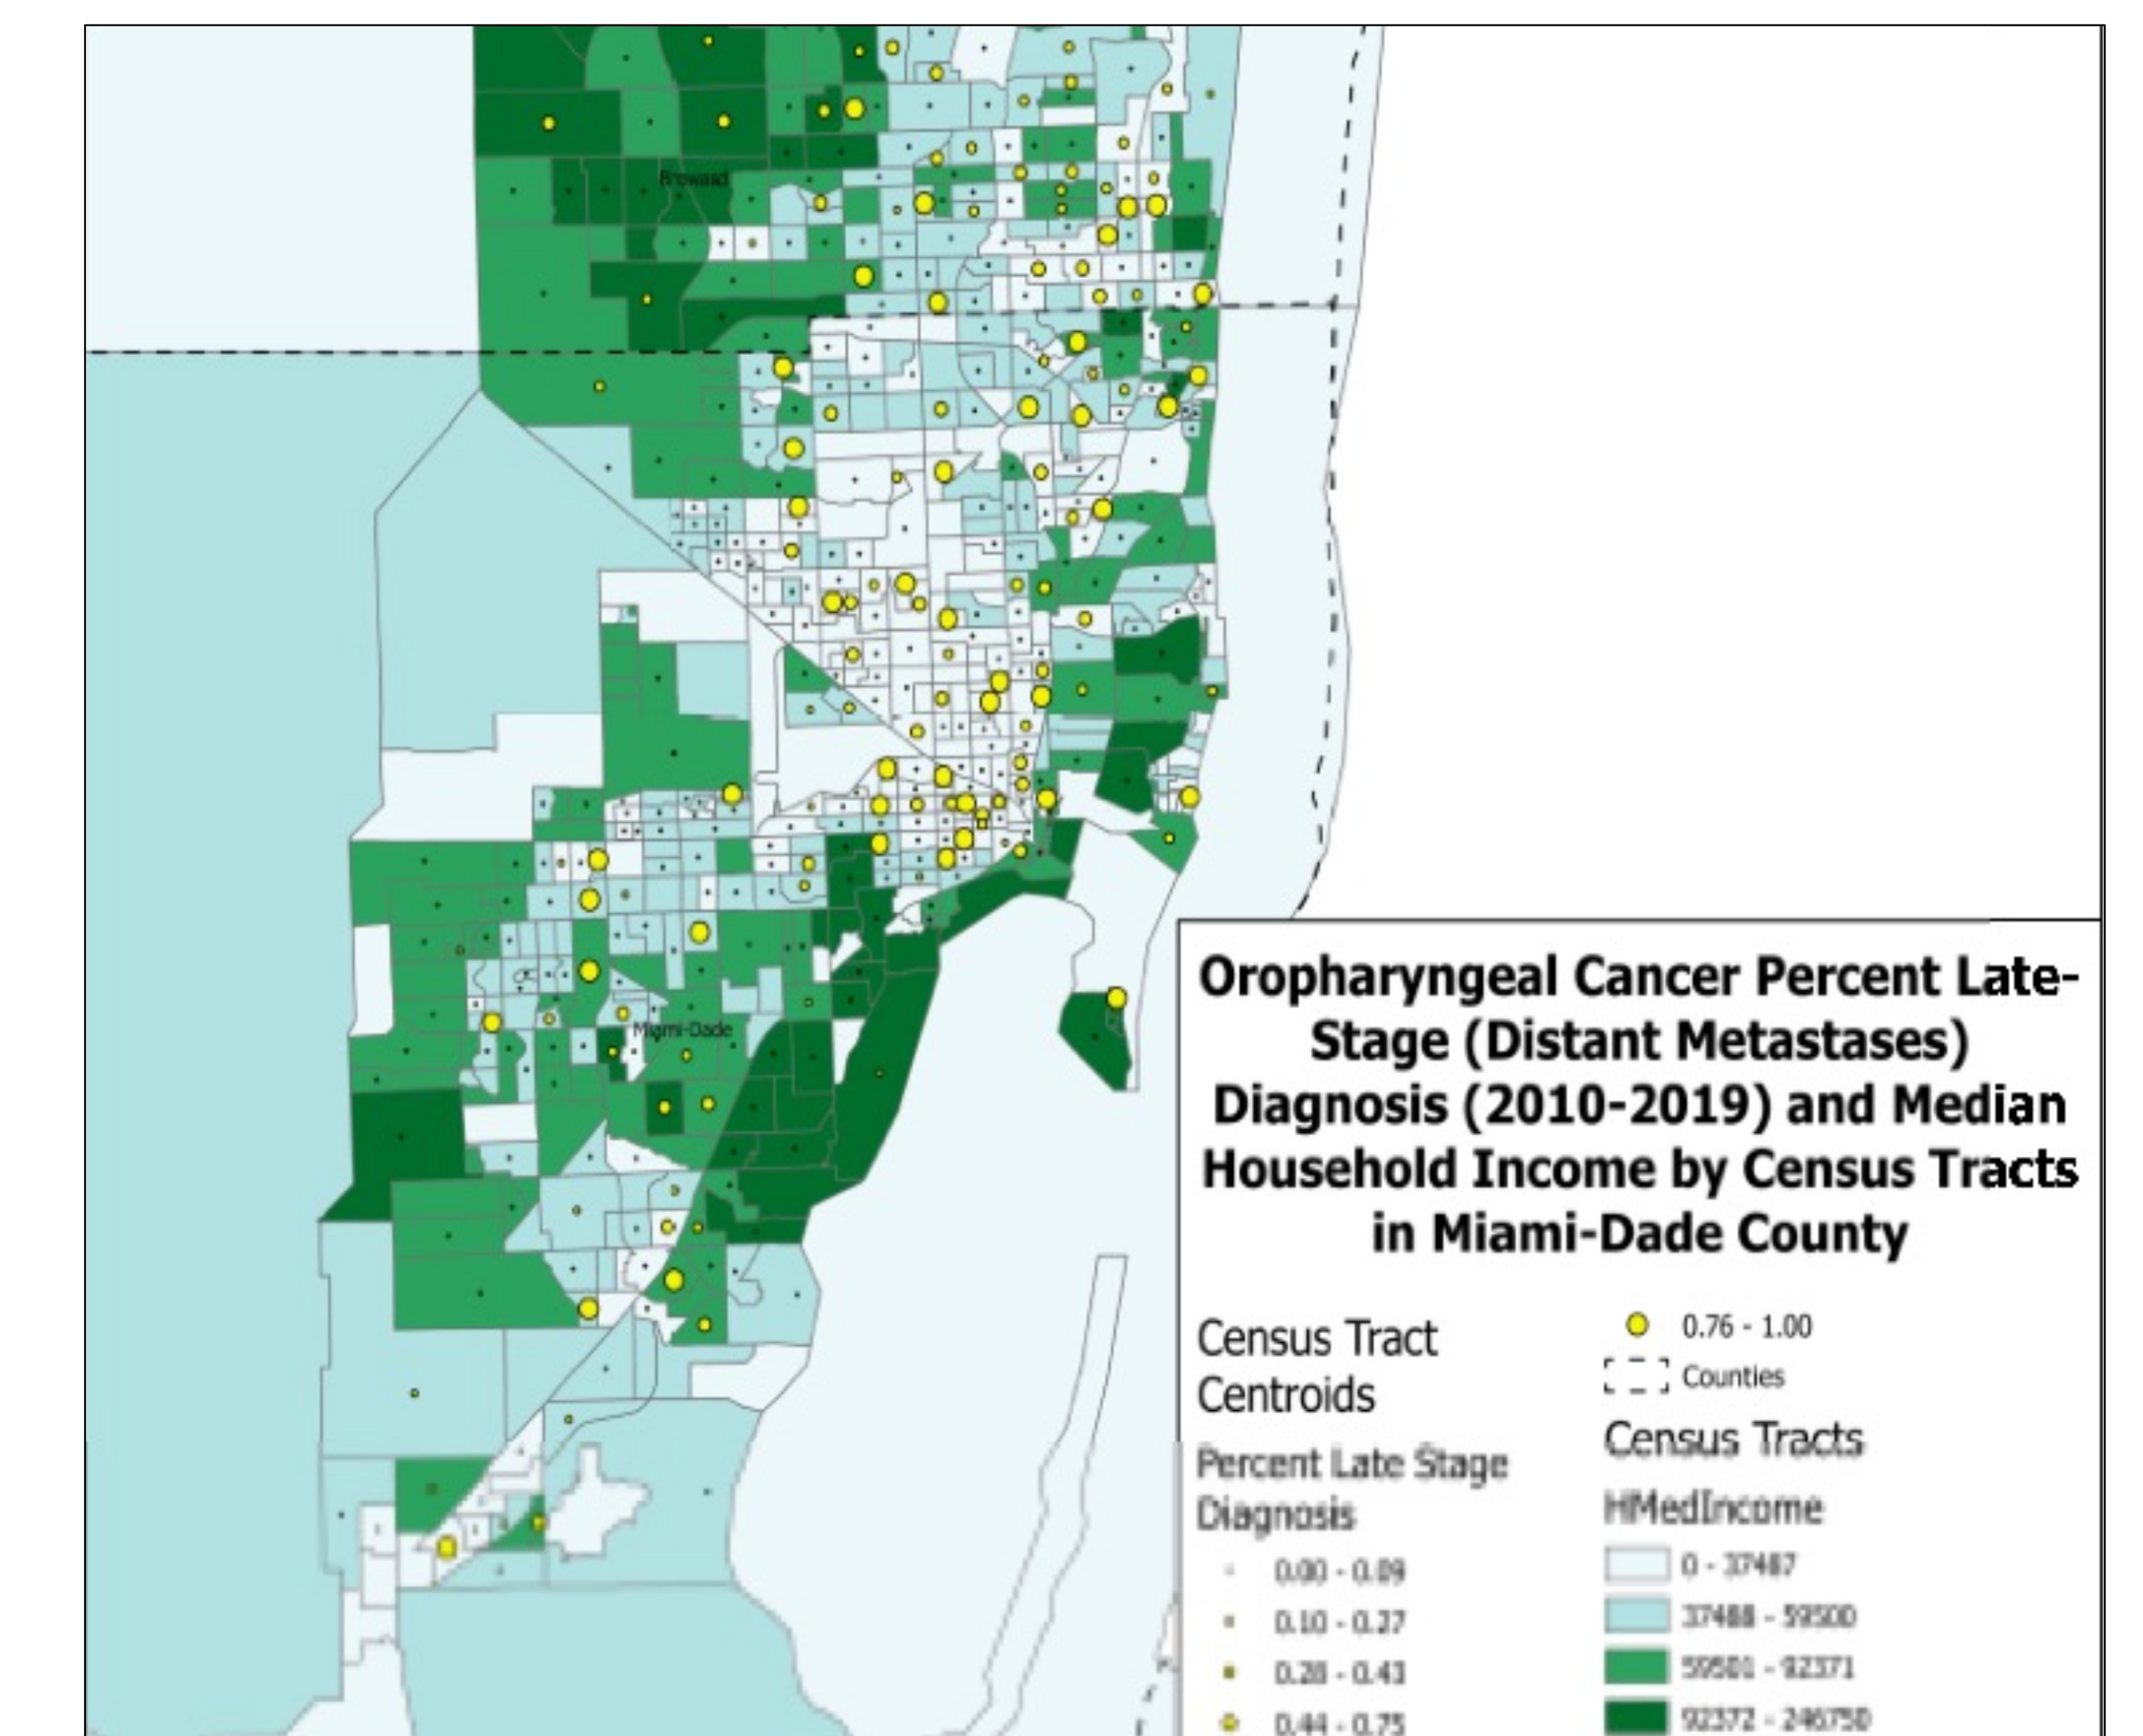 Broward
Miami-Dade
Oropharyngeal Cancer Percent Late-
Stage (Distant Metastases)
Diagnosis (2010-2019) and Median
Household Income by Census Tracts
in Miami-Dade County
Census Tract
Centroids
Percent Late Stage
Diagnosis
0.00 - 0.09
0.10 - 0.27
0.28 - 0.43
0.44 - 0.75
0.76 - 1.00
Counties
Census Tracts
HMedIncome
0 - 37487
37488 - 59500
59501 - 92371
92372 - 246750